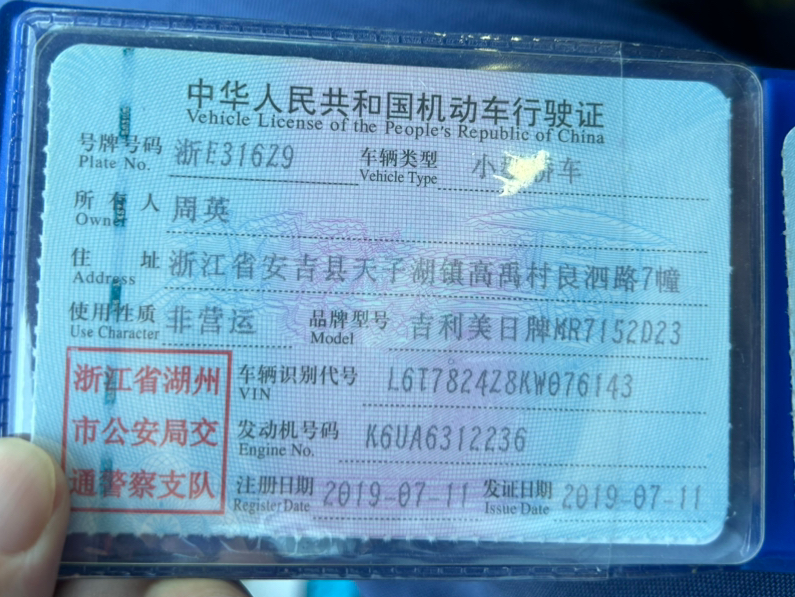 中华人民共和国机动车行驶证
Vehicle License of the People's Republic of China
号牌号码 浙E316Z9 车辆类型 小型轿车
Plate No. Vehicle Type
所有人 周英
Owner
住址 浙江省安吉县天子湖镇高禹村良泗路7幢
Address
使用性质 非营运 品牌型号 吉利美日牌MR7152D23
Use Character Model
浙江省湖州 车辆识别代号 L6T7824Z8KW076143
VIN
市公安局交 发动机号码 K6UA6312236
Engine No.
通警察支队 注册日期 2019-07-11 发证日期 2019-07-11
Register Date Issue Date